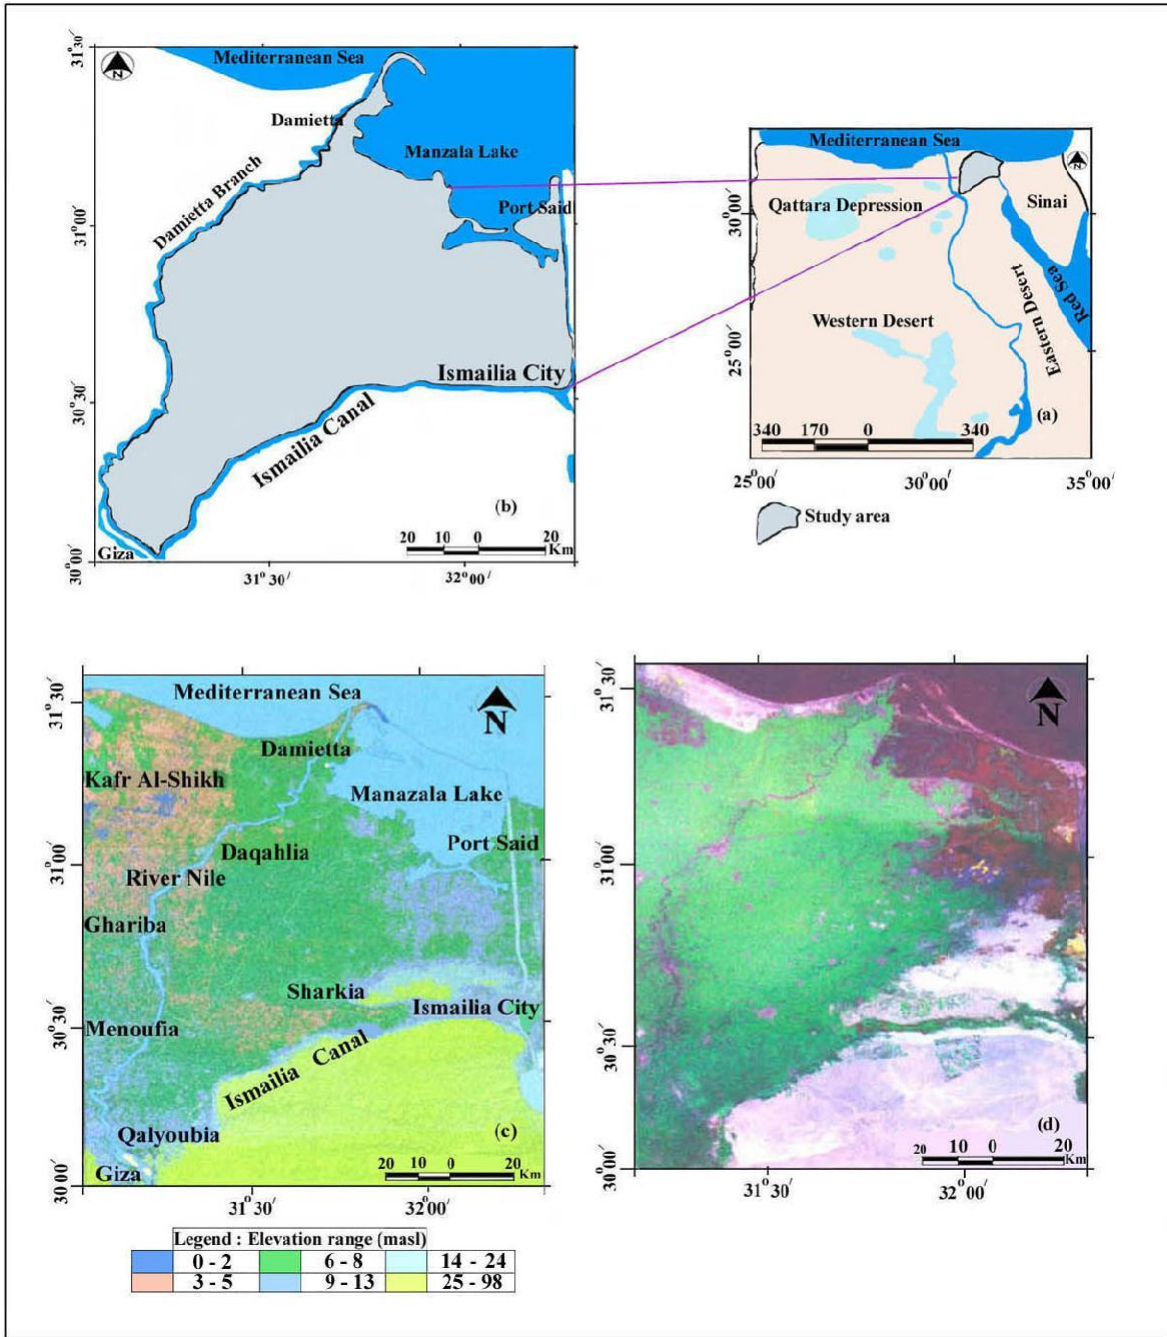 31°30'
N
Mediterranean Sea
Damietta
Manzala Lake
Damietta Branch
Port Said
31°00'
Ismailia City
30°30'
Ismailia Canal
(b)
20 10 0 20
Km
Giza
30°00'
31°30'
32°00'
Mediterranean Sea
N
Qattara Depression
Sinai
30°00'
Red Sea
Eastern Desert
Western Desert
25°00'
(a)
340 170 0 340
25°00' 30°00' 35°00'
Study area
31°30'
Mediterranean Sea
N
Damietta
Kafr Al-Shikh
Manazala Lake
Port Said
Daqahlia
31°00'
River Nile
Ghariba
Sharkia
Ismailia City
Menoufia
30°30'
Ismailia Canal
Qalyoubia
(c)
Giza
20 10 0 20
Km
30°00'
31°30' 32°00'
31°30'
N
31°00'
30°30'
(d)
20 10 0 20
Km
30°00'
31°30' 32°00'
Legend : Elevation range (masl)
0 - 2 6 - 8 14 - 24
3 - 5 9 - 13 25 - 98